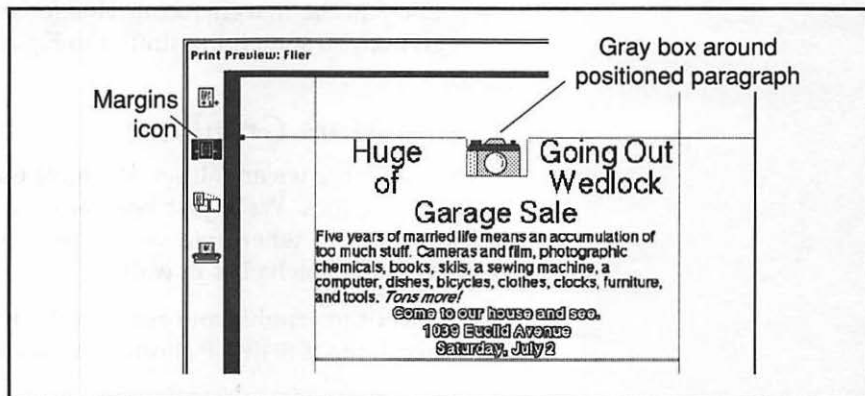 Print Preview: Flier
Gray box around
positioned paragraph
Margins
icon
Huge Going Out
of Wedlock
Garage Sale
Five years of married life means an accumulation of
too much stuff. Cameras and film, photographic
chemicals, books, skiis, a sewing machine, a
computer, dishes, bicycles, clothes, clocks, furniture,
and tools. Tons more!
Come to our house and see.
1039 Euclid Avenue
Saturday, July 2